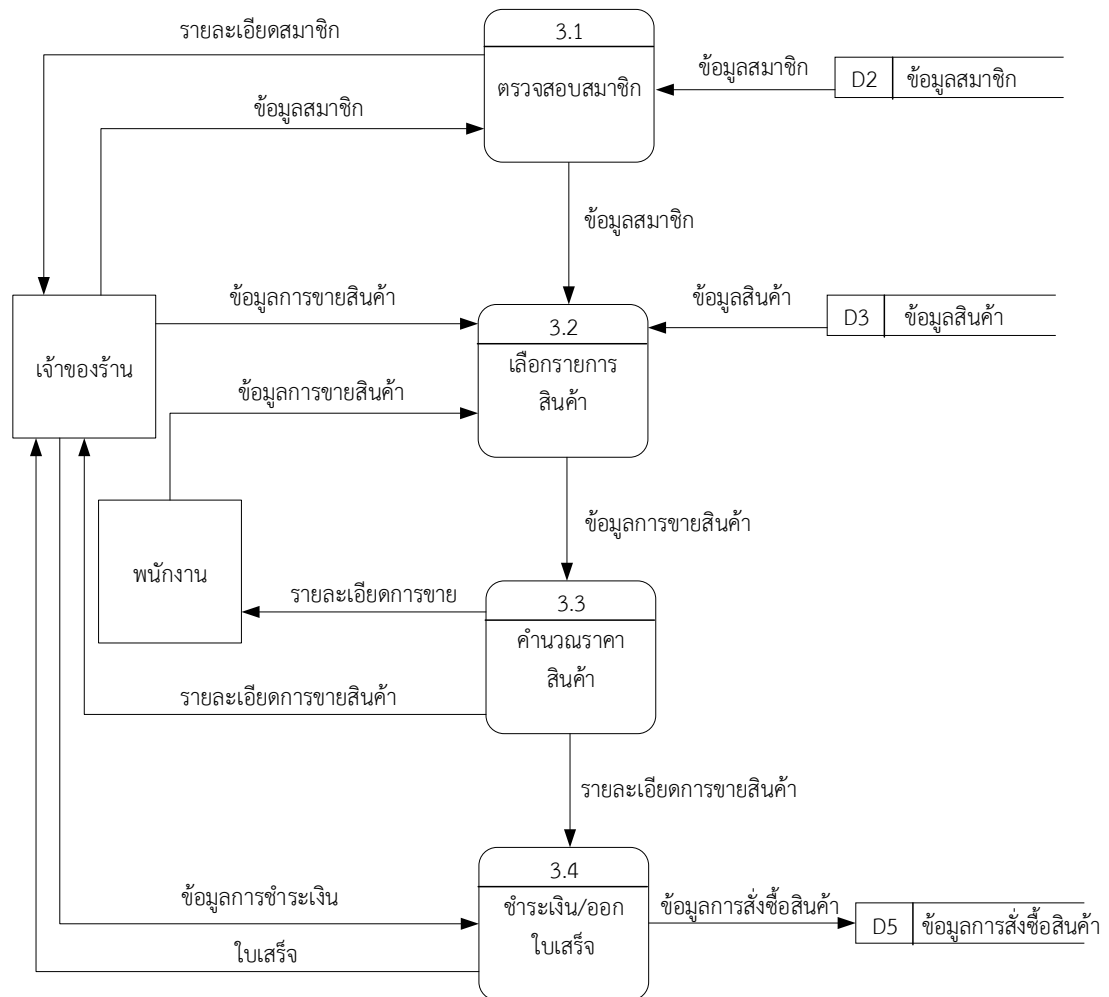 รายละเอียดสมาชิก
3.1
ตรวจสอบสมาชิก
ข้อมูลสมาชิก
D2
ข้อมูลสมาชิก
ข้อมูลสมาชิก
ข้อมูลสมาชิก
ข้อมูลการขายสินค้า
3.2
เลือกรายการ
สินค้า
ข้อมูลสินค้า
D3
ข้อมูลสินค้า
เจ้าของร้าน
ข้อมูลการขายสินค้า
ข้อมูลการขายสินค้า
พนักงาน
รายละเอียดการขาย
3.3
คำนวณราคา
สินค้า
รายละเอียดการขายสินค้า
รายละเอียดการขายสินค้า
3.4
ชำระเงิน/ออก
ใบเสร็จ
ข้อมูลการชำระเงิน
ใบเสร็จ
ข้อมูลการสั่งซื้อสินค้า
D5
ข้อมูลการสั่งซื้อสินค้า